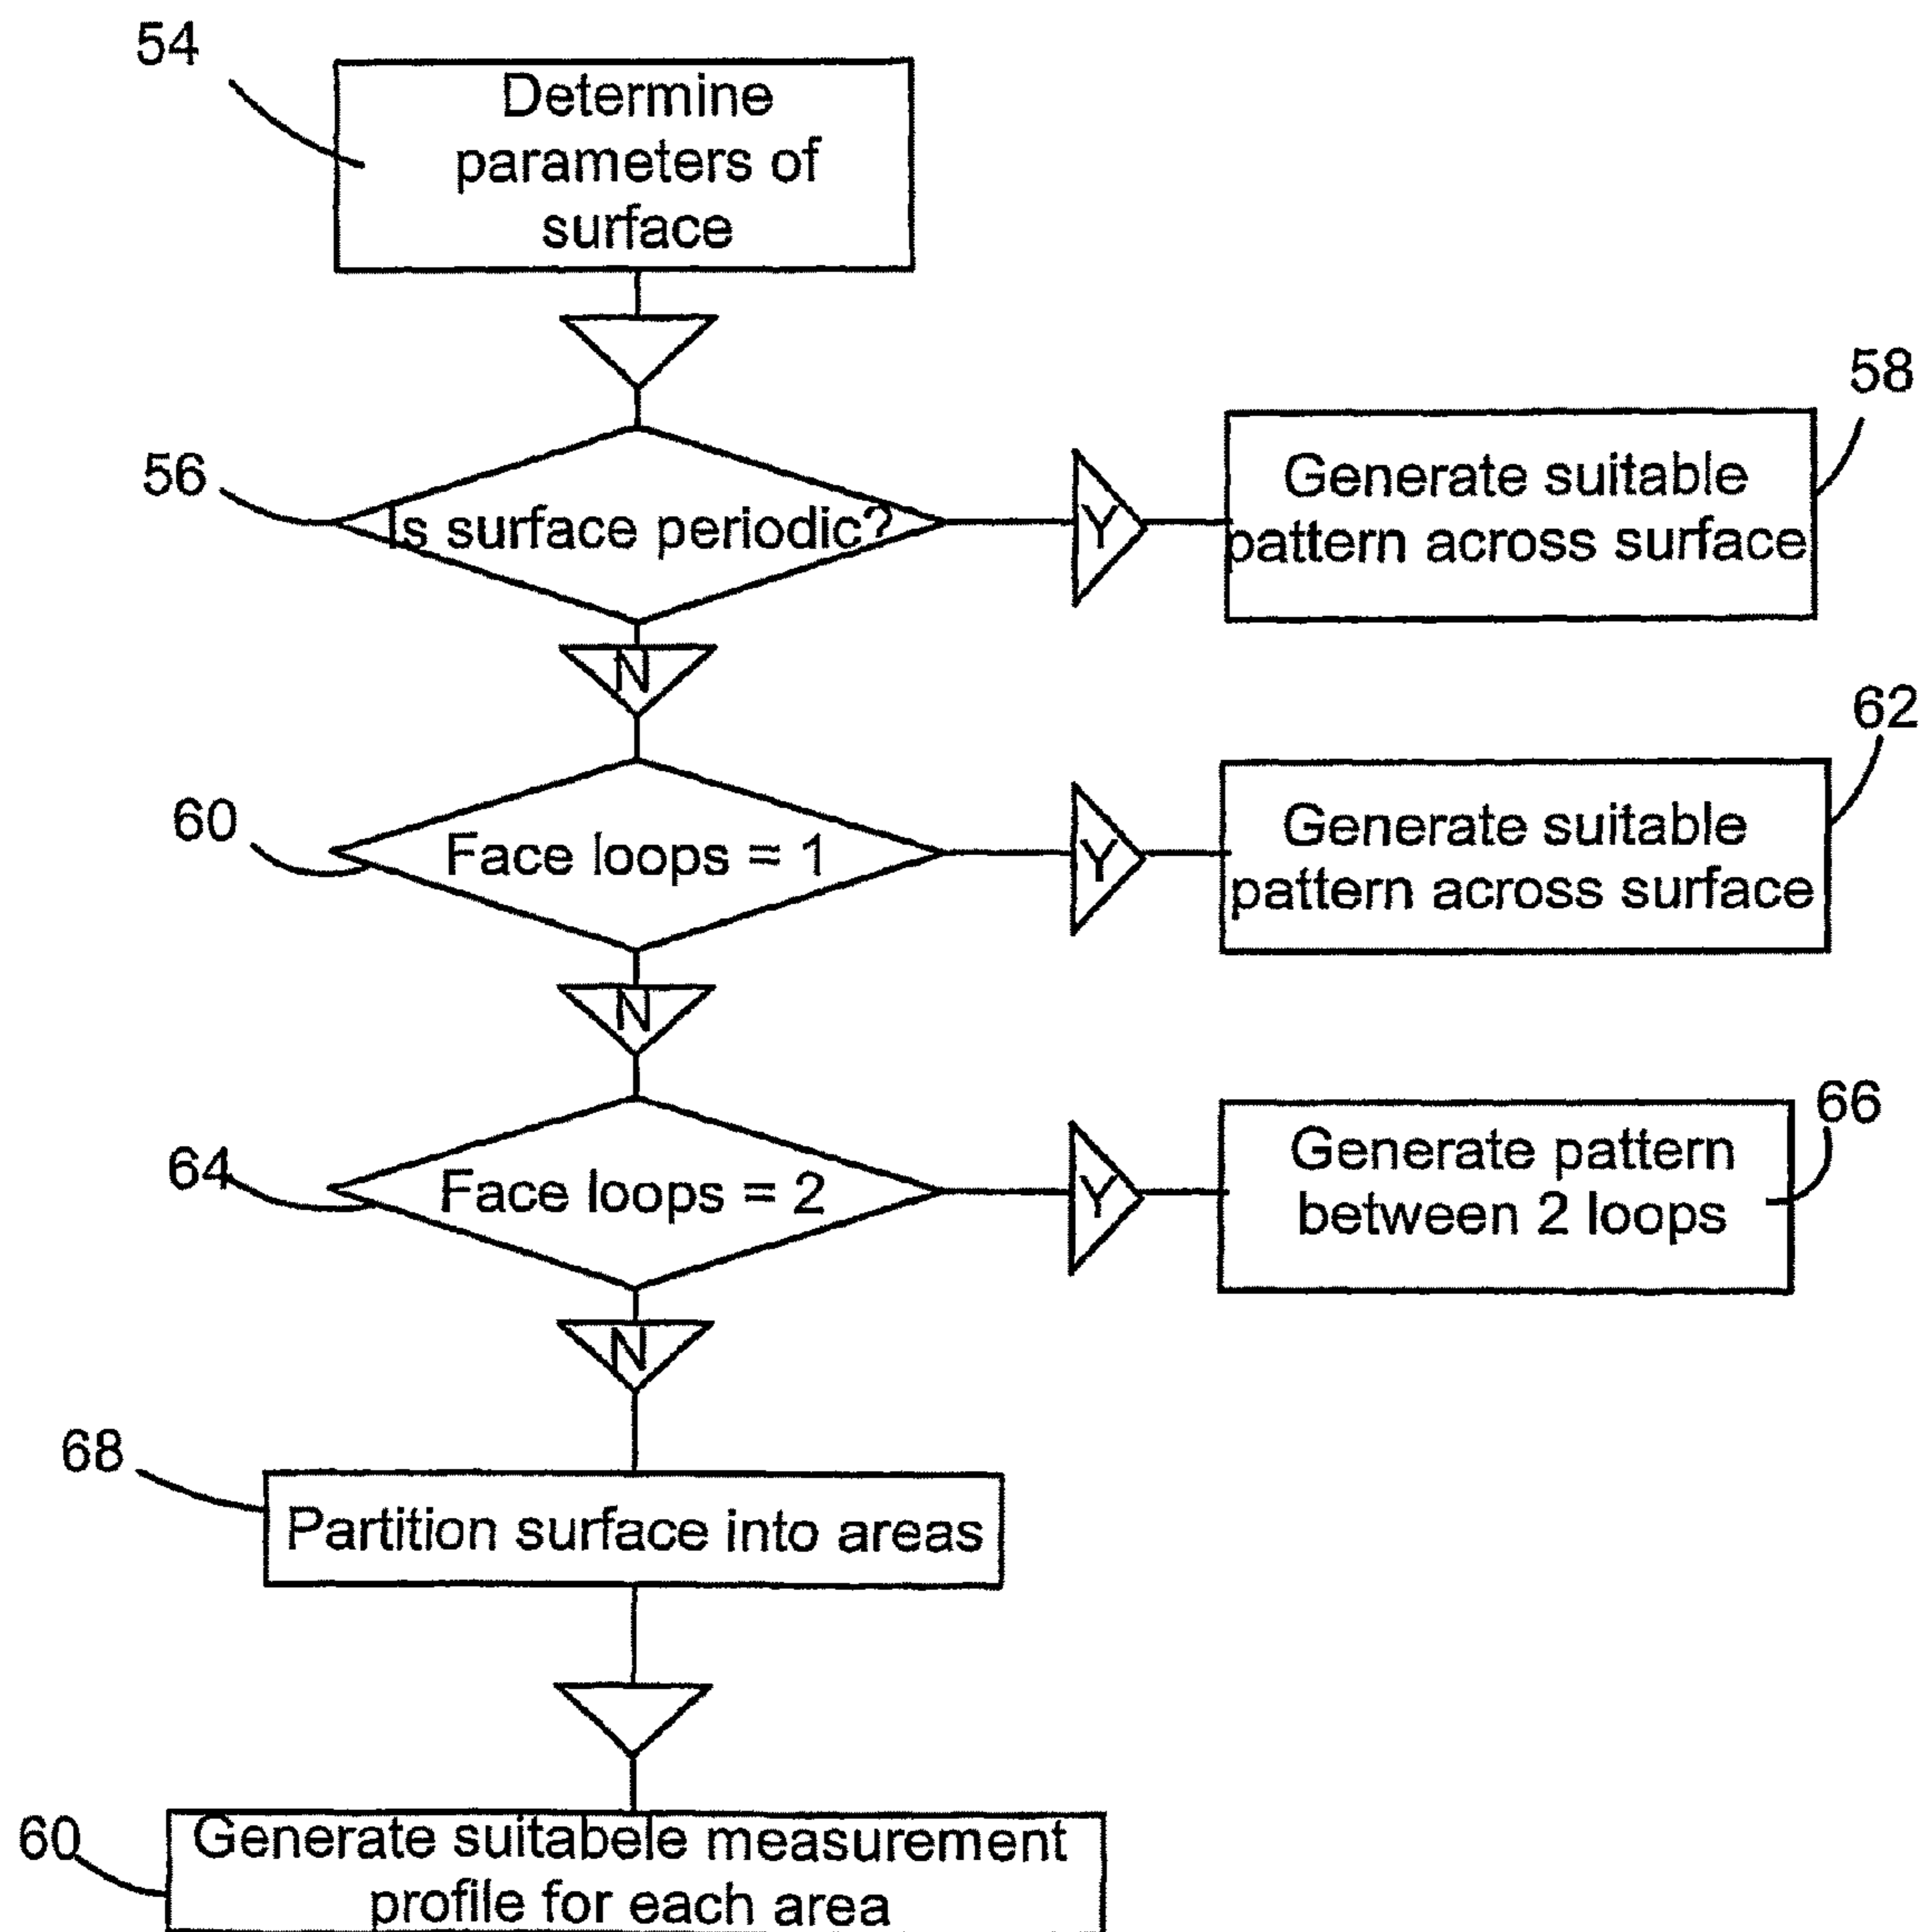 54
Determine
parameters of
surface
56
Is surface periodic?
Y
58
Generate suitable
pattern across surface
N
60
Face loops = 1
Y
62
Generate suitable
pattern across surface
N
64
Face loops = 2
Y
66
Generate pattern
between 2 loops
N
68
Partition surface into areas
60
Generate suitabele measurement
profile for each area